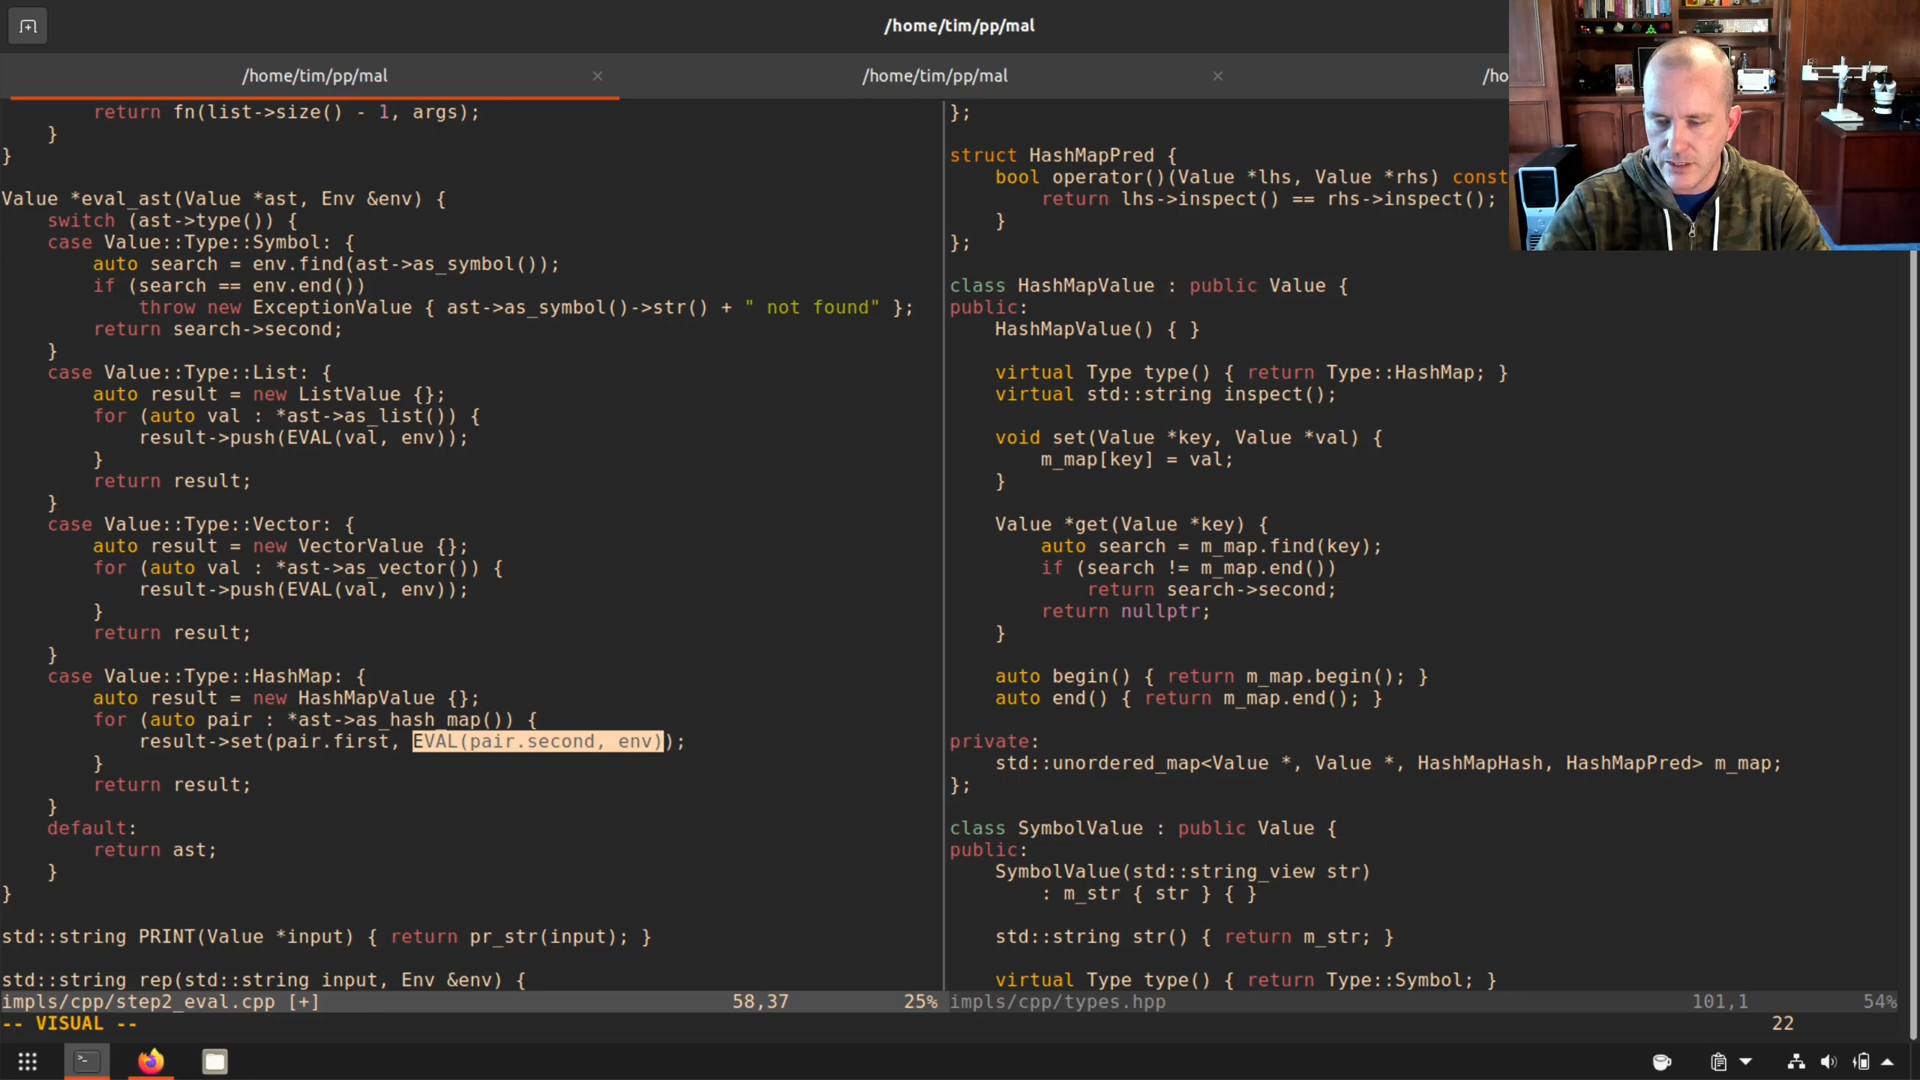 /home/tim/pp/mal
/home/tim/pp/mal ×
/home/tim/pp/mal ×
/ho
        return fn(list->size() - 1, args);
    }
}

Value *eval_ast(Value *ast, Env &env) {
    switch (ast->type()) {
    case Value::Type::Symbol: {
        auto search = env.find(ast->as_symbol());
        if (search == env.end())
            throw new ExceptionValue { ast->as_symbol()->str() + " not found" };
        return search->second;
    }
    case Value::Type::List: {
        auto result = new ListValue {};
        for (auto val : *ast->as_list()) {
            result->push(EVAL(val, env));
        }
        return result;
    }
    case Value::Type::Vector: {
        auto result = new VectorValue {};
        for (auto val : *ast->as_vector()) {
            result->push(EVAL(val, env));
        }
        return result;
    }
    case Value::Type::HashMap: {
        auto result = new HashMapValue {};
        for (auto pair : *ast->as_hash_map()) {
            result->set(pair.first, EVAL(pair.second, env));
        }
        return result;
    }
    default:
        return ast;
    }
}

std::string PRINT(Value *input) { return pr_str(input); }

std::string rep(std::string input, Env &env) {
impls/cpp/step2_eval.cpp [+] 58,37 25%
};

struct HashMapPred {
    bool operator()(Value *lhs, Value *rhs) const
        return lhs->inspect() == rhs->inspect();
    }
};

class HashMapValue : public Value {
public:
    HashMapValue() { }

    virtual Type type() { return Type::HashMap; }
    virtual std::string inspect();

    void set(Value *key, Value *val) {
        m_map[key] = val;
    }

    Value *get(Value *key) {
        auto search = m_map.find(key);
        if (search != m_map.end())
            return search->second;
        return nullptr;
    }

    auto begin() { return m_map.begin(); }
    auto end() { return m_map.end(); }

private:
    std::unordered_map<Value *, Value *, HashMapHash, HashMapPred> m_map;
};

class SymbolValue : public Value {
public:
    SymbolValue(std::string_view str)
        : m_str { str } { }

    std::string str() { return m_str; }

    virtual Type type() { return Type::Symbol; }
impls/cpp/types.hpp 101,1 54%
-- VISUAL -- 22